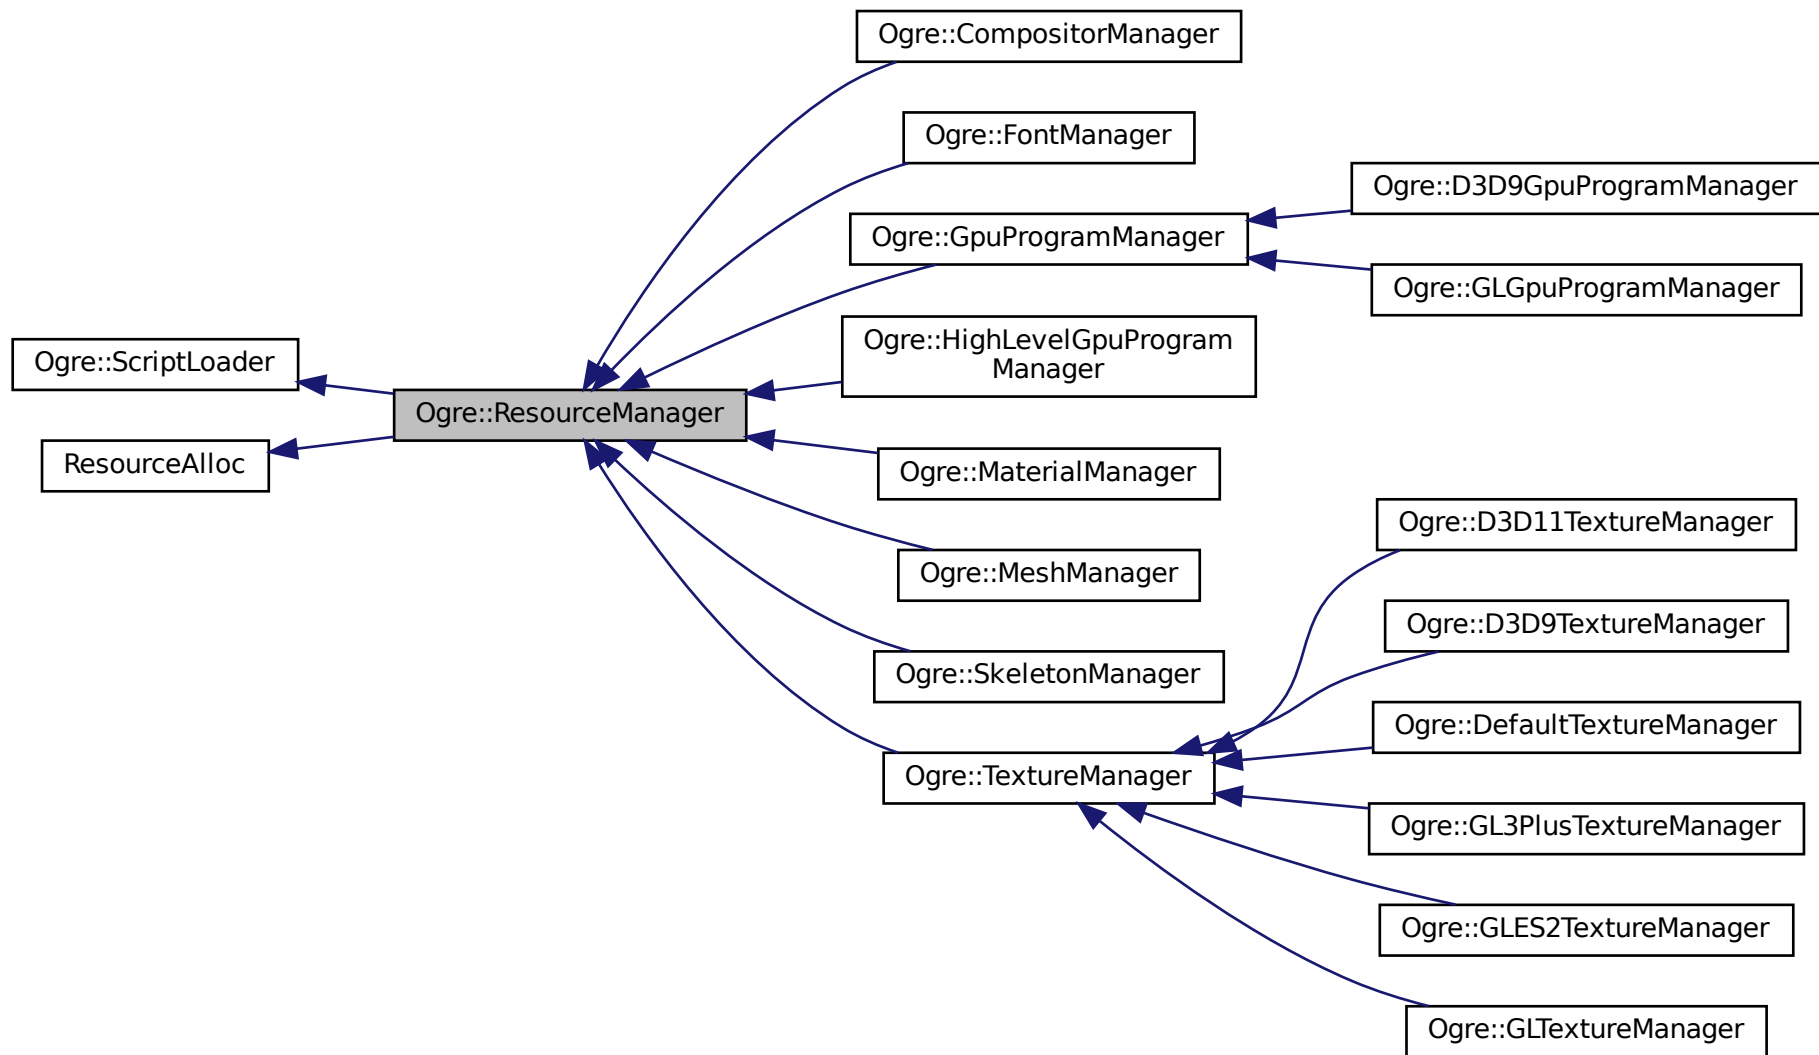 Ogre::CompositorManager
Ogre::FontManager
Ogre::D3D9GpuProgramManager
Ogre::GpuProgramManager
Ogre::GLGpuProgramManager
Ogre::HighLevelGpuProgram
Manager
Ogre::ScriptLoader
Ogre::ResourceManager
ResourceAlloc
Ogre::MaterialManager
Ogre::D3D11TextureManager
Ogre::MeshManager
Ogre::D3D9TextureManager
Ogre::SkeletonManager
Ogre::DefaultTextureManager
Ogre::TextureManager
Ogre::GL3PlusTextureManager
Ogre::GLES2TextureManager
Ogre::GLTextureManager